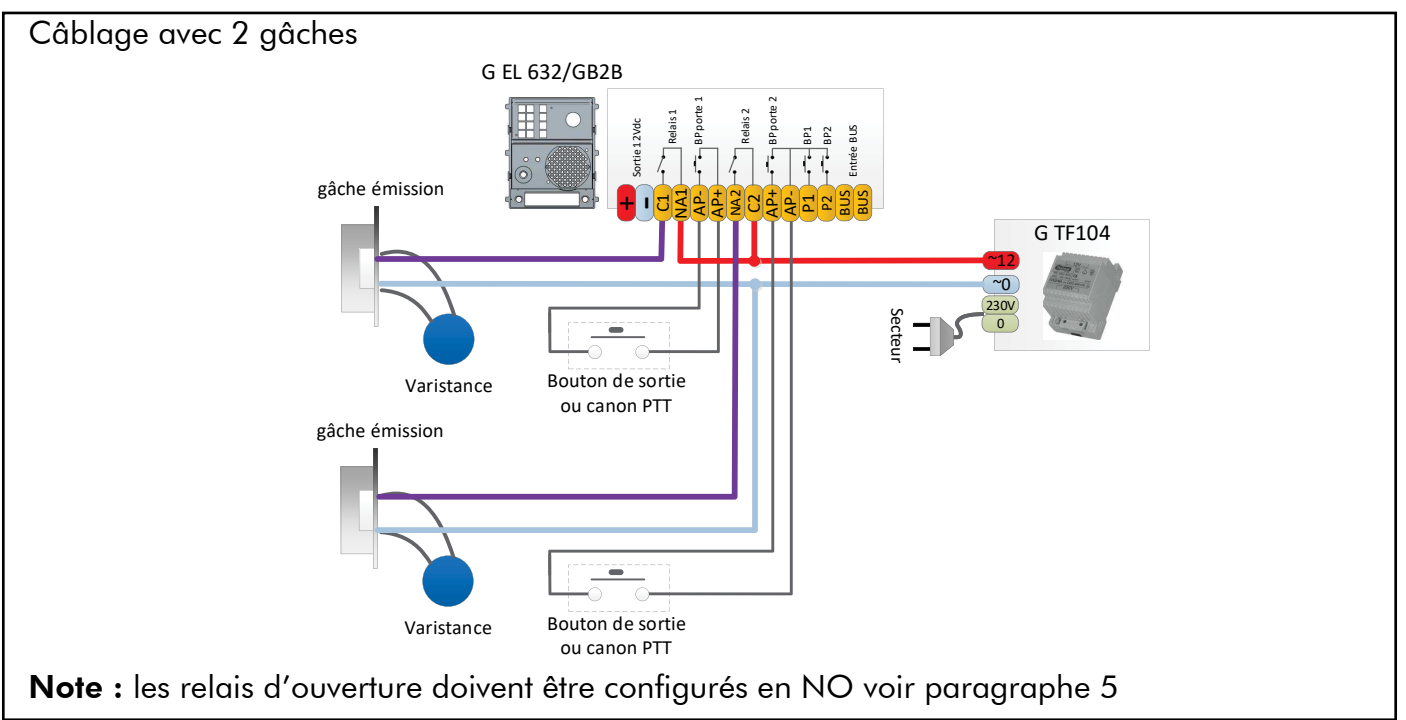 Câblage avec 2 gâches
G EL 632/GB2B
Sortie 12Vdc
Relais 1
BP porte 1
Relais 2
BP porte 2
BP1
BP2
Entrée BUS
+
-
C1
NA1
AP-
AP+
NA2
C2
AP+
AP-
P1
P2
BUS
BUS
gâche émission
Varistance
Bouton de sortie
ou canon PTT
G TF104
~12
~0
230V
0
Secteur
gâche émission
Varistance
Bouton de sortie
ou canon PTT
Note : les relais d’ouverture doivent être configurés en NO voir paragraphe 5